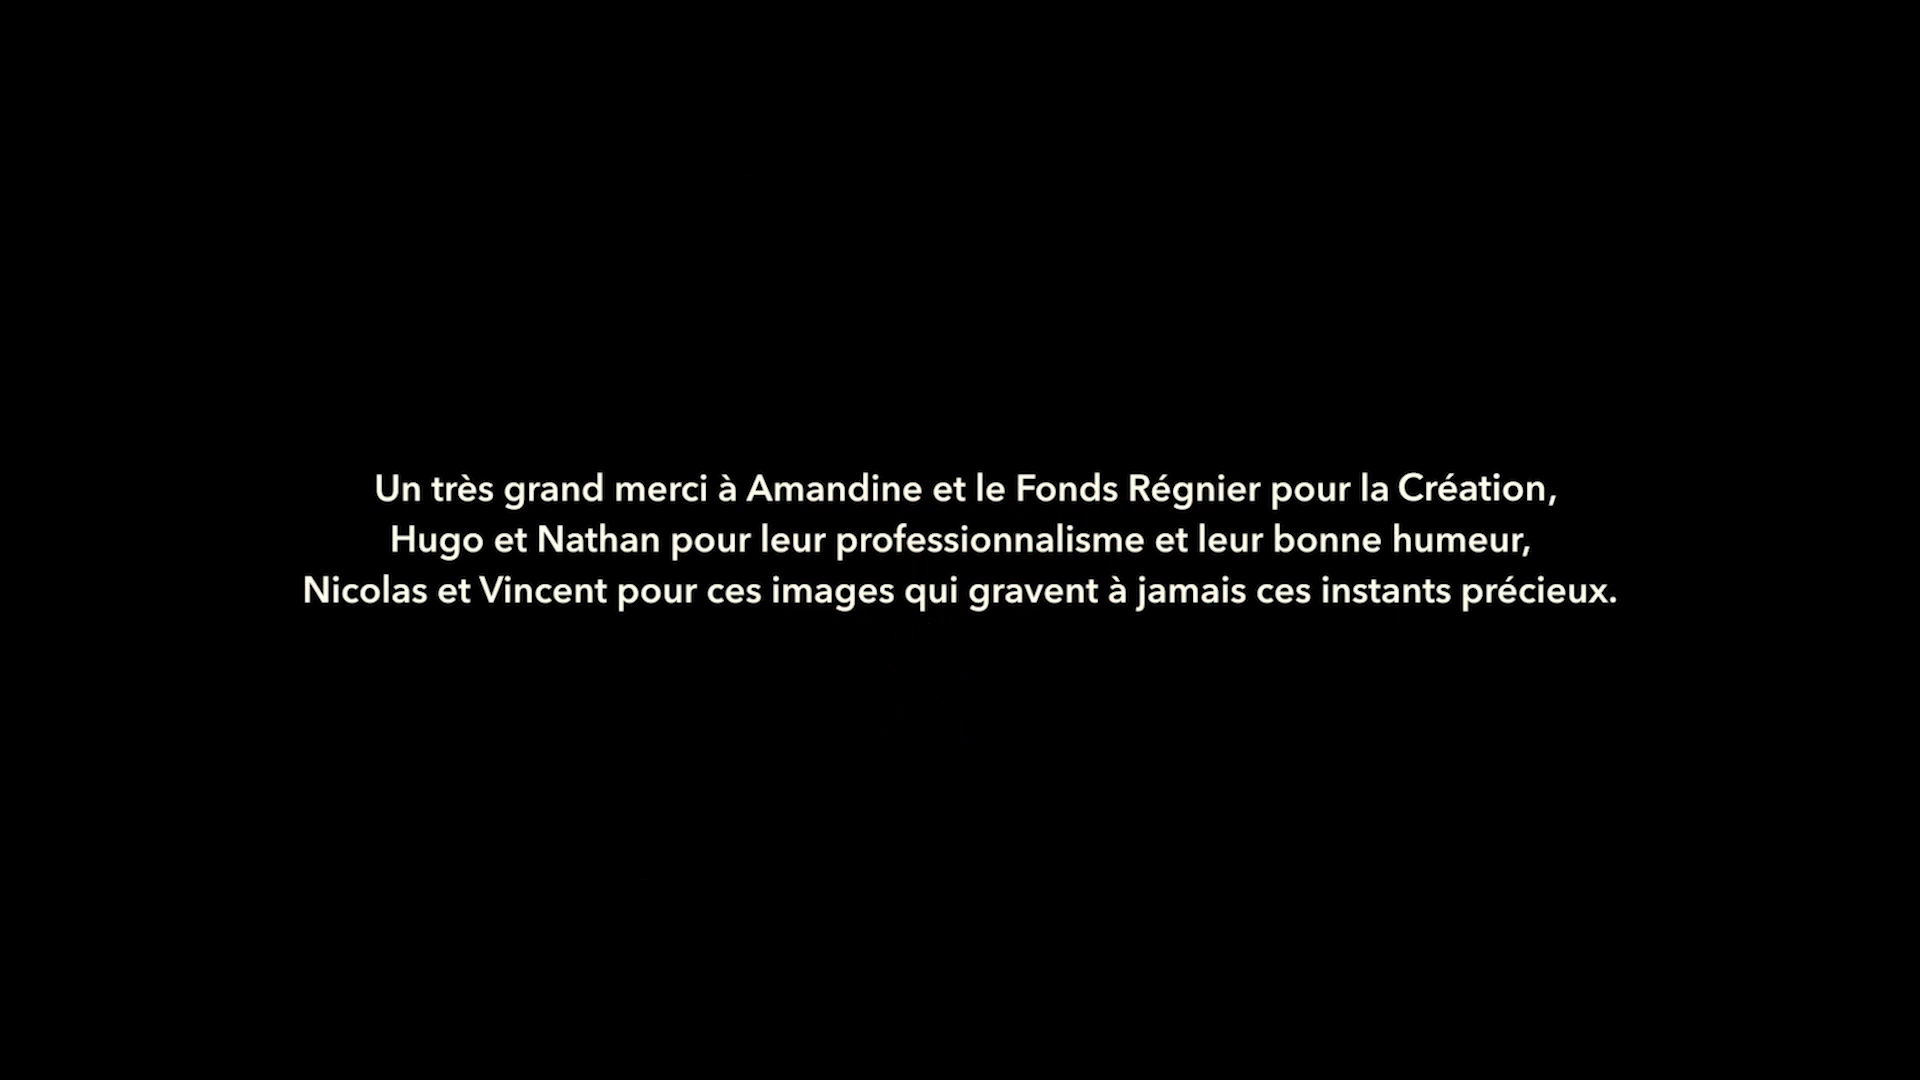 Un très grand merci à Amandine et le Fonds Régnier pour la Création,
Hugo et Nathan pour leur professionnalisme et leur bonne humeur,
Nicolas et Vincent pour ces images qui gravent à jamais ces instants précieux.